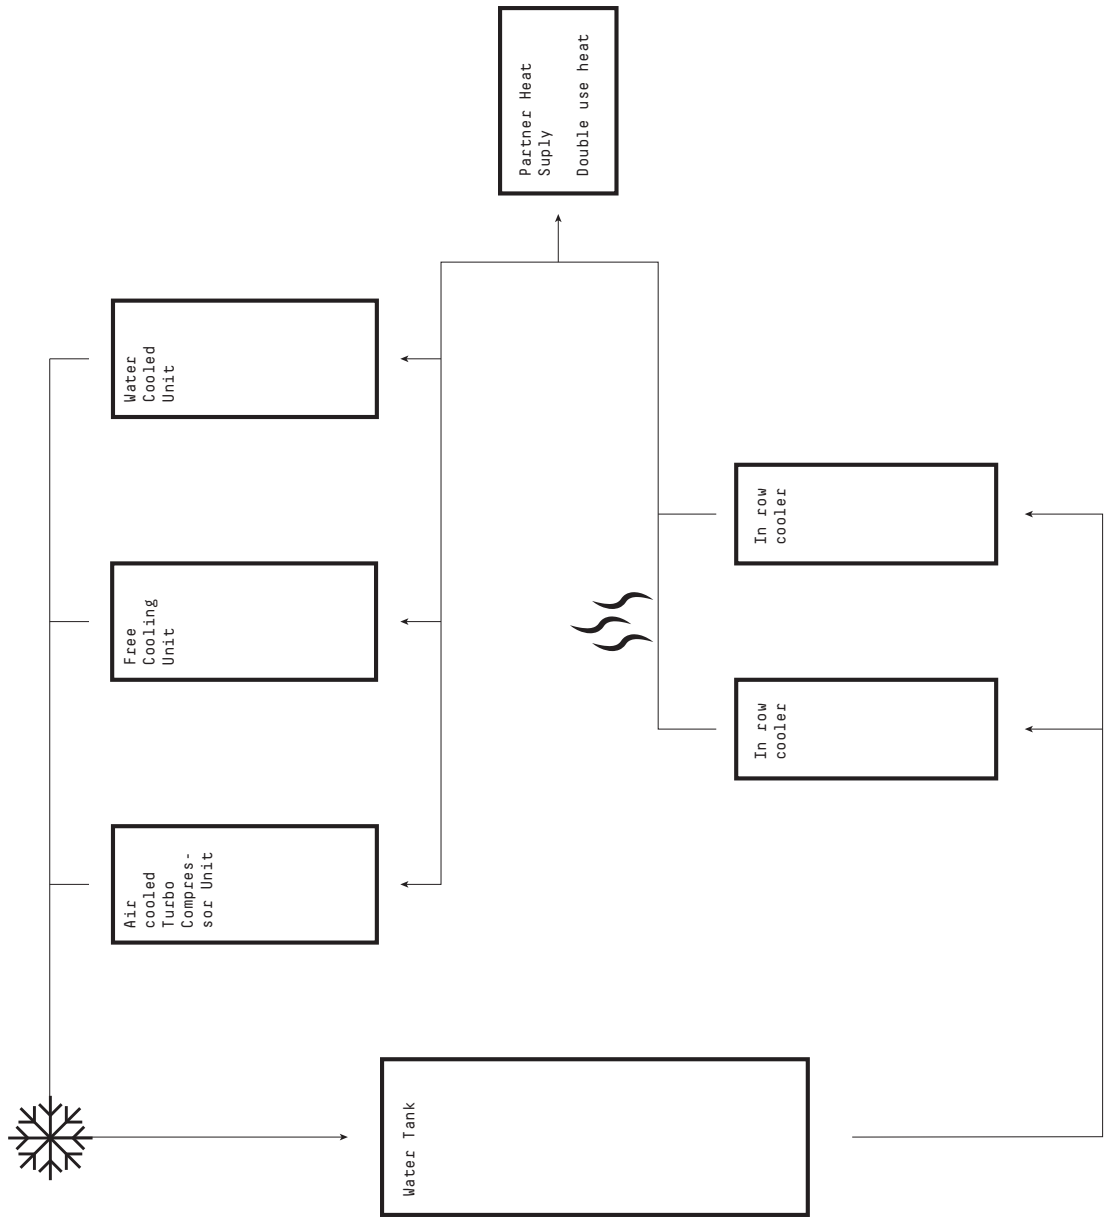 Air
cooled
Turbo
Compres-
sor Unit
Free
Cooling
Unit
Water
Cooled
Unit
Water Tank
Partner Heat
Suply
Double use heat
In row
cooler
In row
cooler